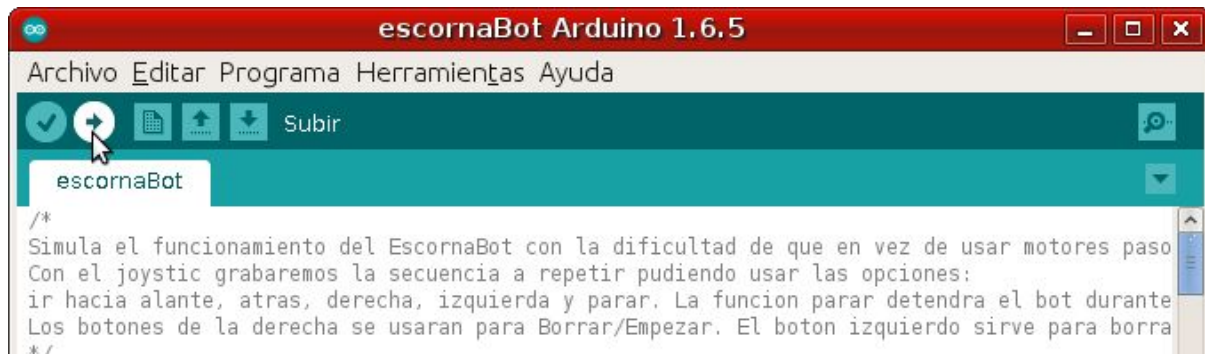 escornaBot Arduino 1.6.5
Archivo Editar Programa Herramientas Ayuda
Subir
escornaBot
/*
Simula el funcionamiento del EscornaBot con la dificultad de que en vez de usar motores paso
Con el joystic grabaremos la secuencia a repetir pudiendo usar las opciones:
ir hacia alante, atras, derecha, izquierda y parar. La funcion parar detendra el bot durante
Los botones de la derecha se usaran para Borrar/Empezar. El boton izquierdo sirve para borra
*/